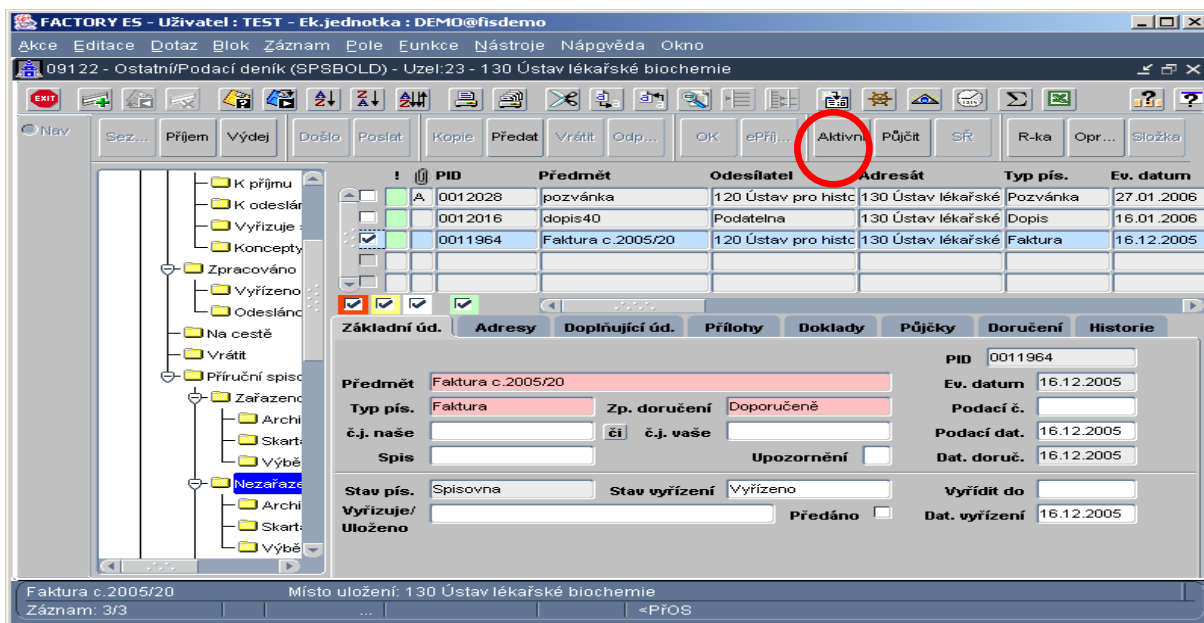 FACTORY ES - Uživatel : TEST - Ek.jednotka : DEMO@fisdemo
Akce Editace Dotaz Blok Záznam Pole Funkce Nástroje Nápověda Okno
09122 - Ostatní/Podací deník (SPSBOLD) - Uzel:23 - 130 Ústav lékařské biochemie
EXIT
Nav Sez... Příjem Výdej Došlo Poslat Kopie Předat Vrátit Odp... OK ePříj... Aktivní Půjčit SŘ R-ka Opr... Složka
K příjmu
K odeslár
Vyřizuje
Koncepty
Zpracováno
Vyřízeno
Odeslánc
Na cestě
Vrátit
Příruční spisc
Zařazenc
Archi
Skart
Výbě
Nezařaze
Archi
Skart
Výbě
! PID Předmět Odesílatel Adresát Typ pís. Ev. datum
A 0012028 pozvánka 120 Ústav pro histc 130 Ústav lékařské Pozvánka 27.01.2006
0012016 dopis40 Podatelna 130 Ústav lékařské Dopis 16.01.2006
0011964 Faktura c.2005/20 120 Ústav pro histc 130 Ústav lékařské Faktura 16.12.2005
Základní úd. Adresy Doplňující úd. Přílohy Doklady Půjčky Doručení Historie
PID 0011964
Předmět Faktura c.2005/20 Ev. datum 16.12.2005
Typ pís. Faktura Zp. doručení Doporučeně Podací č.
č.j. naše či č.j. vaše Podací dat. 16.12.2005
Spis Upozornění Dat. doruč. 16.12.2005
Stav pís. Spisovna Stav vyřízení Vyřízeno Vyřídit do
Vyřizuje/
Uloženo Předáno Dat. vyřízení 16.12.2005
Faktura c.2005/20 Místo uložení: 130 Ústav lékařské biochemie
Záznam: 3/3 ... <PřOS